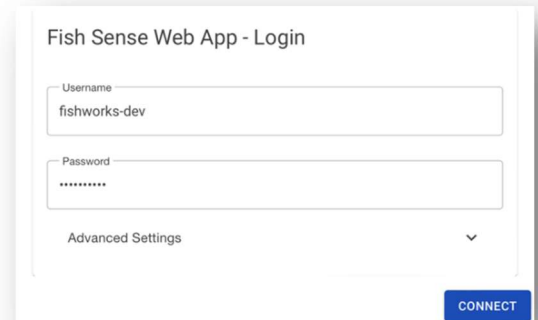 Fish Sense Web App - Login
Username
fishworks-dev
Password
••••••••••
Advanced Settings
CONNECT